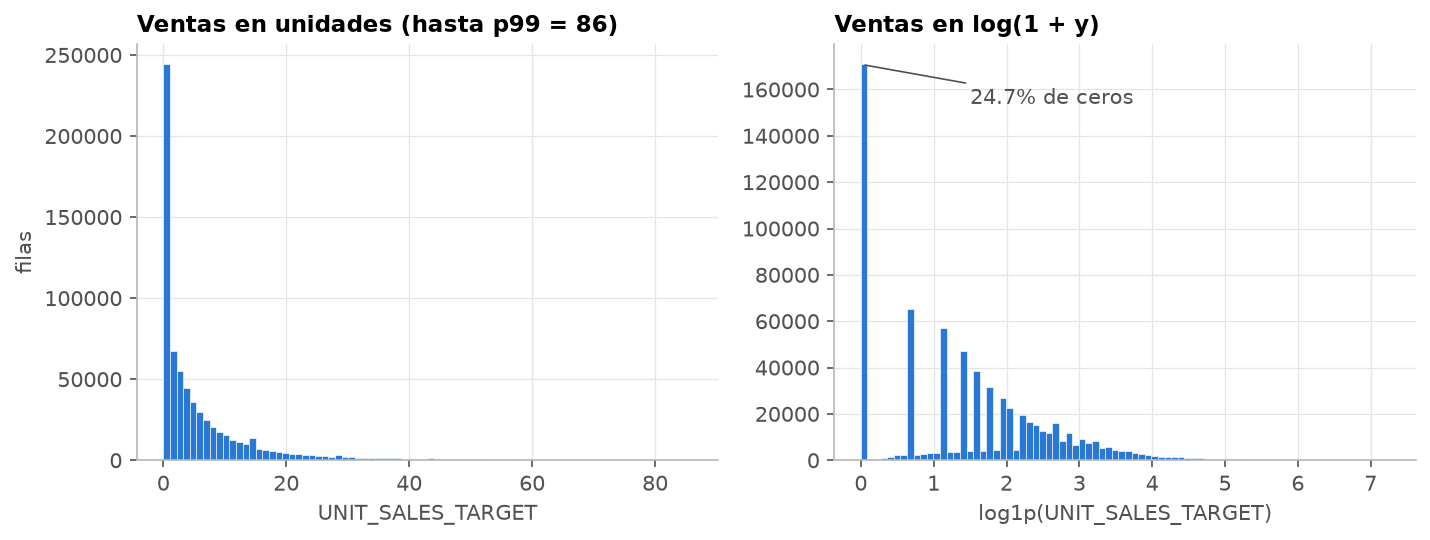 Ventas en unidades (hasta p99 = 86)
250000
200000
150000
100000
50000
0
filas
0 20 40 60 80
UNIT_SALES_TARGET
Ventas en log(1 + y)
160000
140000
120000
100000
80000
60000
40000
20000
0
24.7% de ceros
0 1 2 3 4 5 6 7
log1p(UNIT_SALES_TARGET)